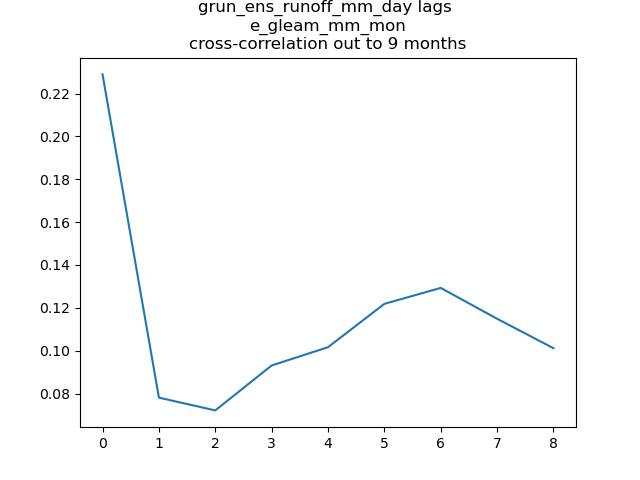 grun_ens_runoff_mm_day lags
e_gleam_mm_mon
cross-correlation out to 9 months
0.22
0.20
0.18
0.16
0.14
0.12
0.10
0.08
0 1 2 3 4 5 6 7 8